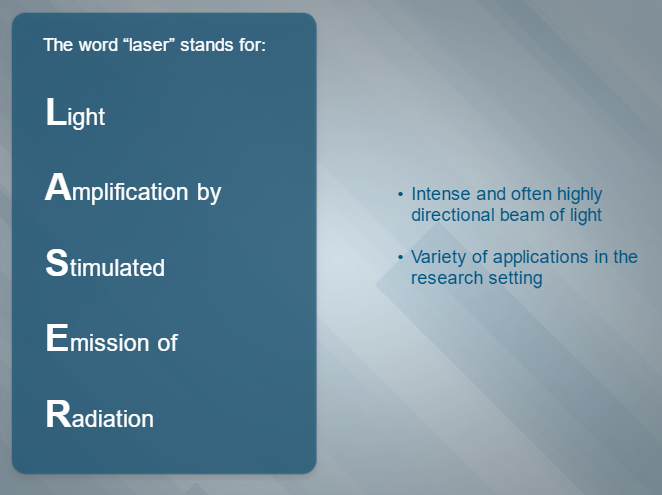 The word “laser” stands for:
Light
Amplification by
Stimulated
Emission of
Radiation
• Intense and often highly
directional beam of light
• Variety of applications in the
research setting